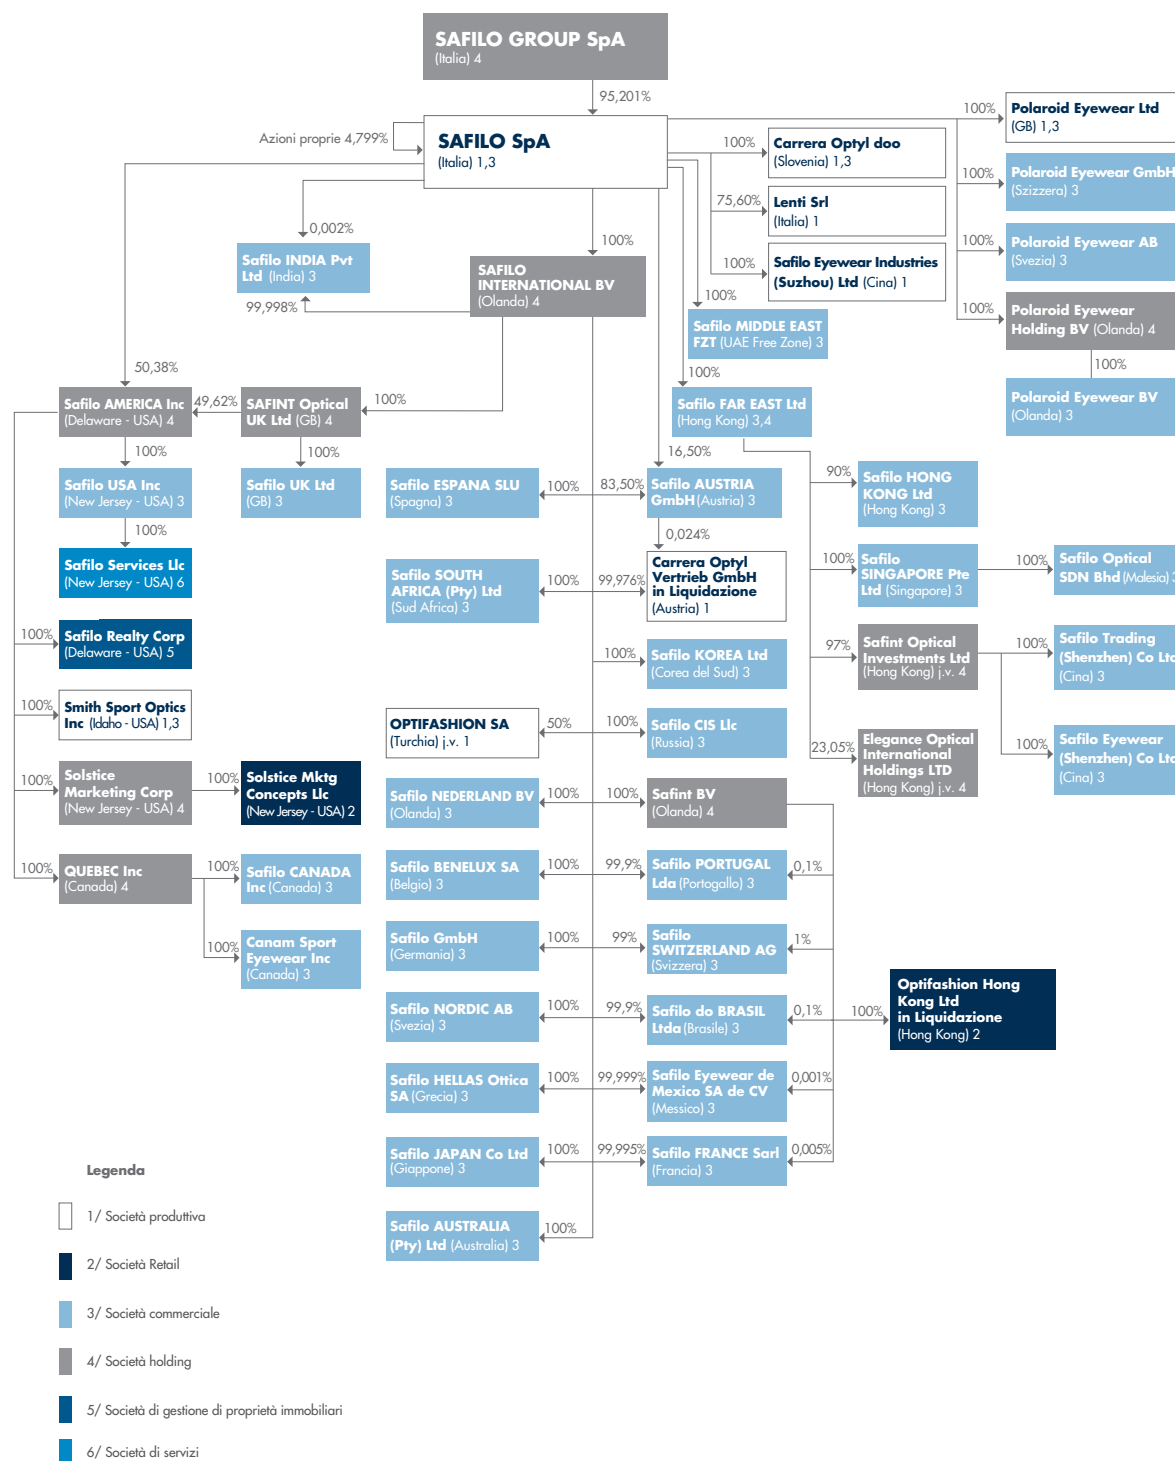 SAFILO GROUP SpA
(Italia) 4
95,201%
Azioni proprie 4,799%
SAFILO SpA
(Italia) 1,3
100%
Polaroid Eyewear Ltd
(GB) 1,3
100%
Carrera Optyl doo
(Slovenia) 1,3
100%
Polaroid Eyewear GmbH
(Szizzera) 3
75,60%
Lenti Srl
(Italia) 1
0,002%
100%
100%
Polaroid Eyewear AB
(Svezia) 3
Safilo INDIA Pvt
Ltd (India) 3
99,998%
SAFILO
INTERNATIONAL BV
(Olanda) 4
100%
Safilo Eyewear Industries
(Suzhou) Ltd (Cina) 1
100%
Safilo MIDDLE EAST
FZT (UAE Free Zone) 3
100%
Polaroid Eyewear
Holding BV (Olanda) 4
100%
Polaroid Eyewear BV
(Olanda) 3
50,38%
Safilo AMERICA Inc
(Delaware - USA) 4
49,62%
SAFINT Optical
UK Ltd (GB) 4
100%
100%
Safilo FAR EAST Ltd
(Hong Kong) 3,4
100%
100%
16,50%
Safilo USA Inc
(New Jersey - USA) 3
Safilo UK Ltd
(GB) 3
Safilo ESPANA SLU
(Spagna) 3
100%
83,50%
Safilo AUSTRIA
GmbH (Austria) 3
90%
Safilo HONG
KONG Ltd
(Hong Kong) 3
100%
0,024%
Safilo Services Llc
(New Jersey - USA) 6
Safilo SOUTH
AFRICA (Pty) Ltd
(Sud Africa) 3
100%
99,976%
Carrera Optyl
Vertrieb GmbH
in Liquidazione
(Austria) 1
100%
Safilo
SINGAPORE Pte
Ltd (Singapore) 3
100%
Safilo Optical
SDN Bhd (Malesia) 3
100%
Safilo Realty Corp
(Delaware - USA) 5
100%
Safilo KOREA Ltd
(Corea del Sud) 3
97%
Safint Optical
Investments Ltd
(Hong Kong) j.v. 4
100%
Safilo Trading
(Shenzhen) Co Ltd
(Cina) 3
100%
Smith Sport Optics
Inc (Idaho - USA) 1,3
OPTIFASHION SA
(Turchia) j.v. 1
50%
100%
Safilo CIS Llc
(Russia) 3
23,05%
Elegance Optical
International
Holdings LTD
(Hong Kong) j.v. 4
100%
Safilo Eyewear
(Shenzhen) Co Ltd
(Cina) 3
100%
Solstice
Marketing Corp
(New Jersey - USA) 4
100%
Solstice Mktg
Concepts Llc
(New Jersey - USA) 2
Safilo NEDERLAND BV
(Olanda) 3
100%
100%
Safint BV
(Olanda) 4
100%
QUEBEC Inc
(Canada) 4
100%
Safilo CANADA
Inc (Canada) 3
Safilo BENELUX SA
(Belgio) 3
100%
99,9%
Safilo PORTUGAL
Lda (Portogallo) 3
0,1%
100%
Canam Sport
Eyewear Inc
(Canada) 3
Safilo GmbH
(Germania) 3
100%
99%
Safilo
SWITZERLAND AG
(Svizzera) 3
1%
Safilo NORDIC AB
(Svezia) 3
100%
99,9%
Safilo do BRASIL
Ltda (Brasile) 3
0,1%
100%
Optifashion Hong
Kong Ltd
in Liquidazione
(Hong Kong) 2
Safilo HELLAS Ottica
SA (Grecia) 3
100%
99,999%
Safilo Eyewear de
Mexico SA de CV
(Messico) 3
0,001%
Safilo JAPAN Co Ltd
(Giappone) 3
100%
99,995%
Safilo FRANCE Sarl
(Francia) 3
0,005%
Safilo AUSTRALIA
(Pty) Ltd (Australia) 3
100%
Legenda
1/ Società produttiva
2/ Società Retail
3/ Società commerciale
4/ Società holding
5/ Società di gestione di proprietà immobiliari
6/ Società di servizi